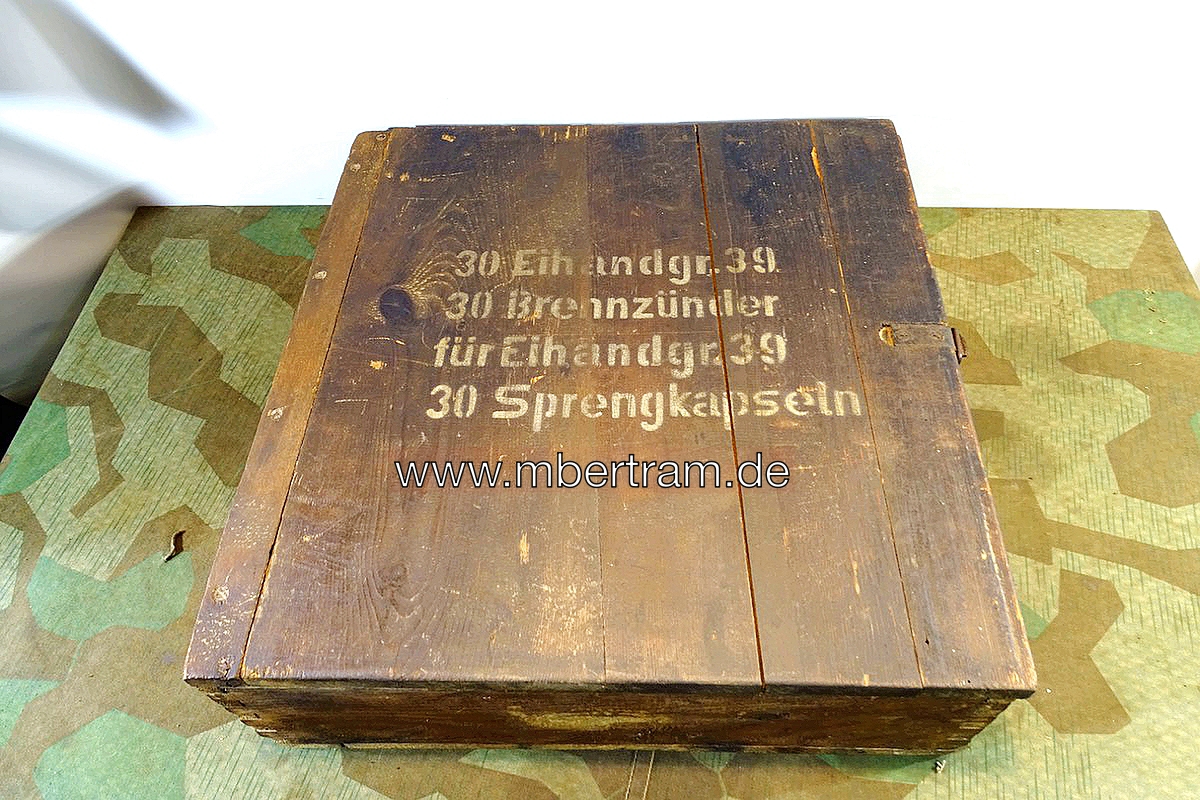 30 Eihandgr.39
30 Brennzünder
für Eihandgr.39
30 Sprengkapseln
www.mbertram.de